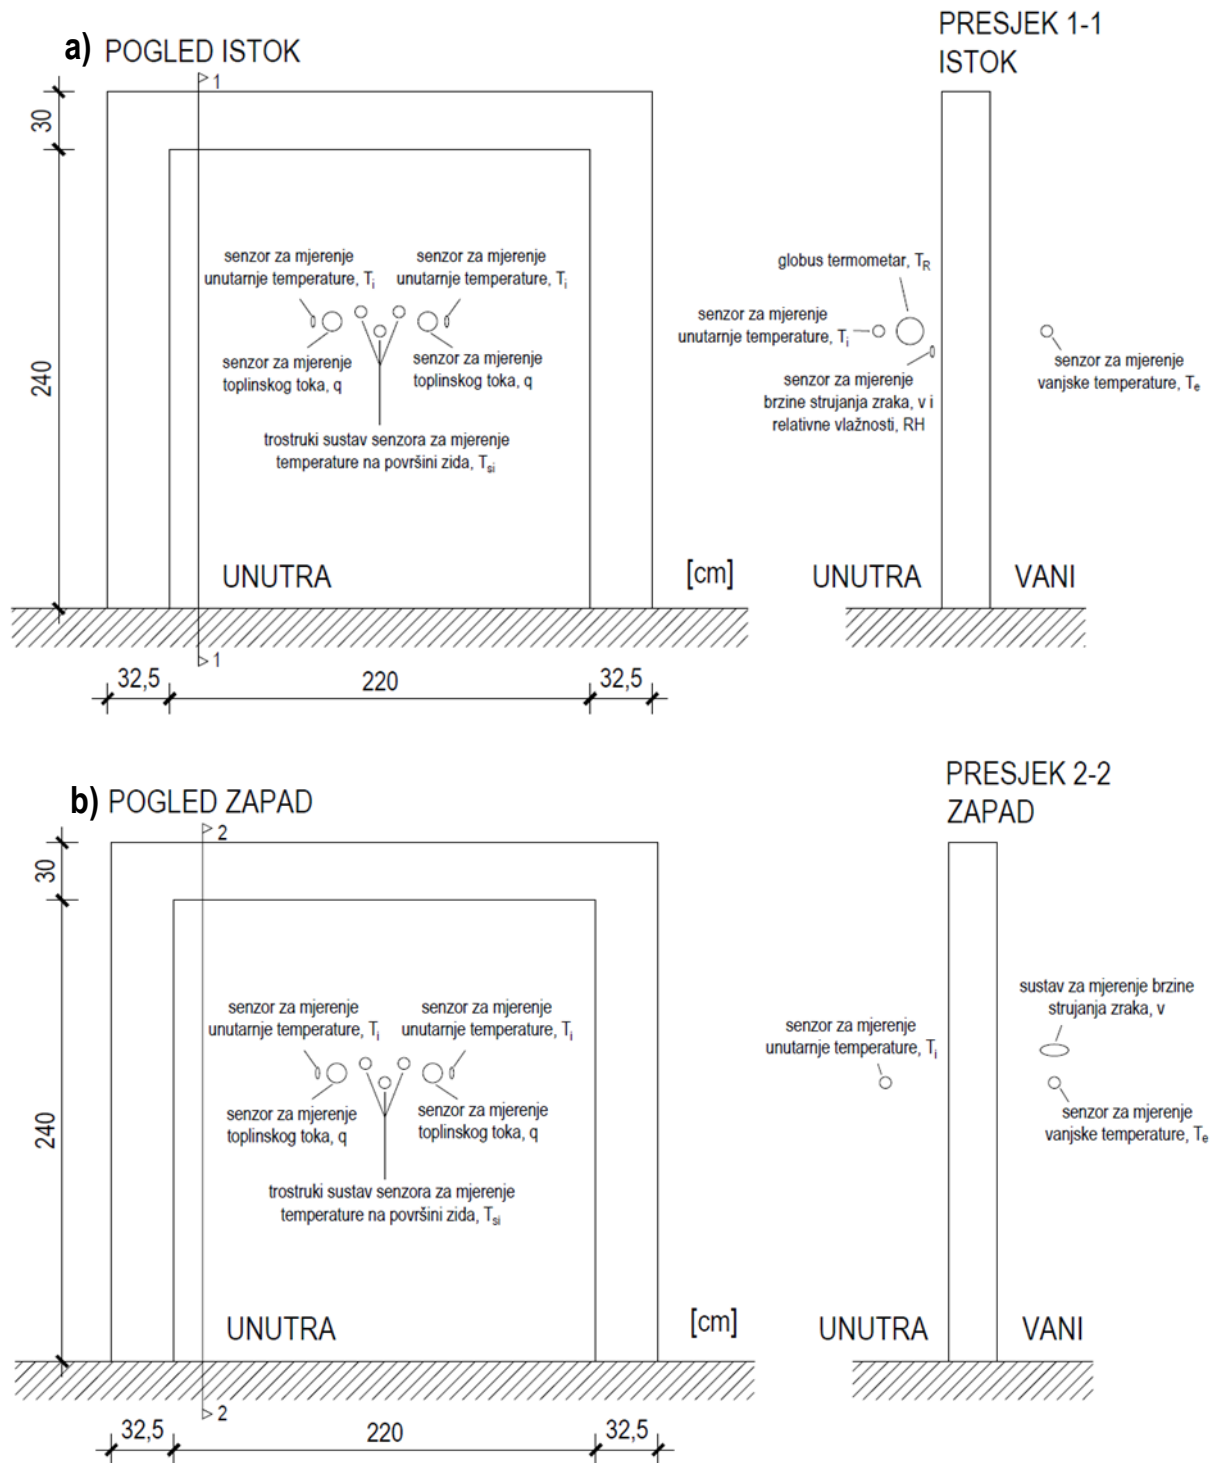 a) POGLED ISTOK
1
30
240
senzor za mjerenje
unutarnje temperature, Ti
senzor za mjerenje
unutarnje temperature, Ti
senzor za mjerenje
toplinskog toka, q
senzor za mjerenje
toplinskog toka, q
trostruki sustav senzora za mjerenje
temperature na površini zida, Tsi
UNUTRA
[cm]
1
32,5
220
32,5
PRESJEK 1-1
ISTOK
globus termometar, TR
senzor za mjerenje
unutarnje temperature, Ti
senzor za mjerenje
brzine strujanja zraka, v i
relativne vlažnosti, RH
senzor za mjerenje
vanjske temperature, Te
UNUTRA
VANI
b) POGLED ZAPAD
2
30
240
senzor za mjerenje
unutarnje temperature, Ti
senzor za mjerenje
unutarnje temperature, Ti
senzor za mjerenje
toplinskog toka, q
senzor za mjerenje
toplinskog toka, q
trostruki sustav senzora za mjerenje
temperature na površini zida, Tsi
UNUTRA
[cm]
2
32,5
220
32,5
PRESJEK 2-2
ZAPAD
sustav za mjerenje brzine
strujanja zraka, v
senzor za mjerenje
unutarnje temperature, Ti
senzor za mjerenje
vanjske temperature, Te
UNUTRA
VANI